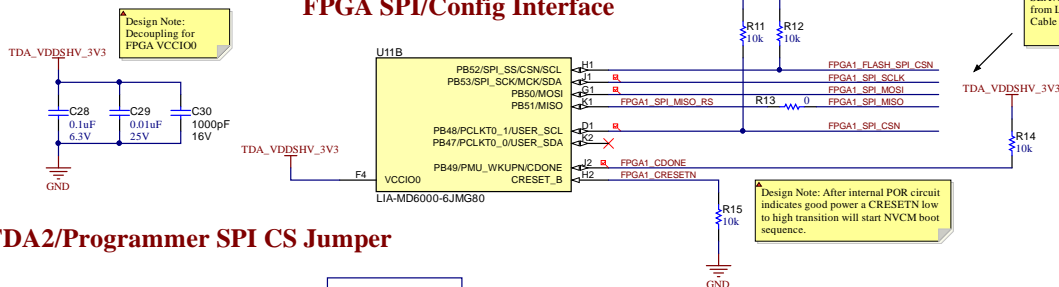 FPGA SPI/Config Interface
Design Note:
Decoupling for
FPGA VCCIO0
TDA_VDDSHV_3V3
C28
0.1uF
6.3V
C29
0.01uF
25V
C30
1000pF
16V
GND
TDA_VDDSHV_3V3
F4
U11B
VCCIO0
PB52/SPI_SS/CSN/SCL
PB53/SPI_SCK/MCK/SDA
PB50/MOSI
PB51/MISO
PB48/PCLKT0_1/USER_SCL
PB47/PCLKT0_0/USER_SDA
PB49/PMU_WKUPN/CDONE
CRESET_B
LIA-MD6000-6JMG80
H1
J1
G1
K1
D1
K2
J2
H2
R11
10k
R12
10k
FPGA1_FLASH_SPI_CSN
FPGA1_SPI_SCLK
FPGA1_SPI_MOSI
FPGA1_SPI_MISO_RS
R13
0
FPGA1_SPI_MISO
FPGA1_SPI_CSN
FPGA1_CDONE
FPGA1_CRESETN
from
Cable
TDA_VDDSHV_3V3
R14
10k
R15
10k
GND
Design Note: After internal POR circuit
indicates good power a CRESETN low
to high transition will start NVCM boot
sequence.
TDA2/Programmer SPI CS Jumper